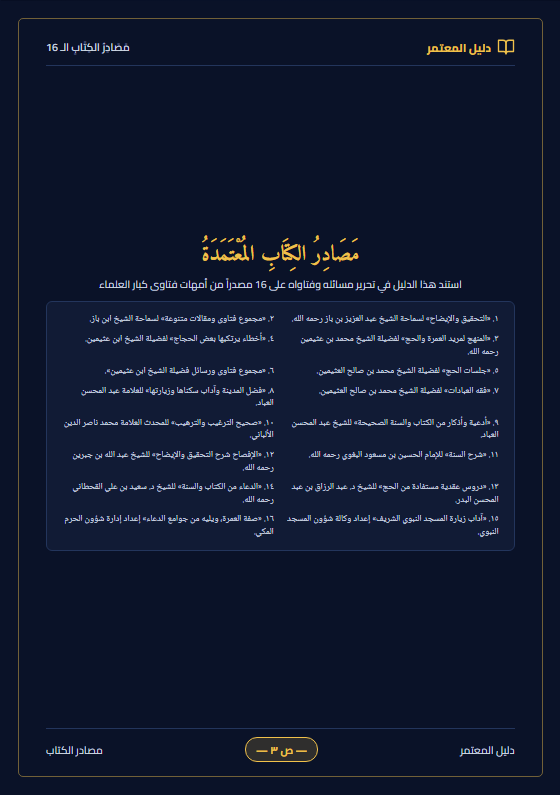 دليل المعتمر
مَصَادِرُ الكِتَابِ الـ 16
مَصَادِرُ الكِتَابِ المُعْتَمَدَةُ
استند هذا الدليل في تحرير مسائله وفتاواه على 16 مصدراً من أمهات فتاوى كبار العلماء
١. «التحقيق والإيضاح» لسماحة الشيخ عبد العزيز بن باز رحمه الله.
٢. «مجموع فتاوى ومقالات متنوعة» لسماحة الشيخ ابن باز.
٣. «المنهج لمريد العمرة والحج» لفضيلة الشيخ محمد بن عثيمين
رحمه الله.
٤. «أخطاء يرتكبها بعض الحجاج» لفضيلة الشيخ ابن عثيمين.
٥. «جلسات الحج» لفضيلة الشيخ محمد بن صالح العثيمين.
٦. «مجموع فتاوى ورسائل فضيلة الشيخ ابن عثيمين».
٧. «فقه العبادات» لفضيلة الشيخ محمد بن صالح العثيمين.
٨. «فضل المدينة وآداب سكناها وزيارتها» للعلامة عبد المحسن
العباد.
٩. «أدعية وأذكار من الكتاب والسنة الصحيحة» للشيخ عبد المحسن
العباد.
١٠. «صحيح الترغيب والترهيب» للمحدث العلامة محمد ناصر الدين
الألباني.
١١. «شرح السنة» للإمام الحسين بن مسعود البغوي رحمه الله.
١٢. «الإفصاح شرح التحقيق والإيضاح» للشيخ عبد الله بن جبرين
رحمه الله.
١٣. «دروس عقدية مستفادة من الحج» للشيخ د. عبد الرزاق بن عبد
المحسن البدر.
١٤. «الدعاء من الكتاب والسنة» للشيخ د. سعيد بن علي القحطاني
رحمه الله.
١٥. «آداب زيارة المسجد النبوي الشريف» إعداد وكالة شؤون المسجد
النبوي.
١٦. «صفة العمرة، ويليه من جوامع الدعاء» إعداد إدارة شؤون الحرم
المكي.
دليل المعتمر
— ص ٣ —
مصادر الكتاب